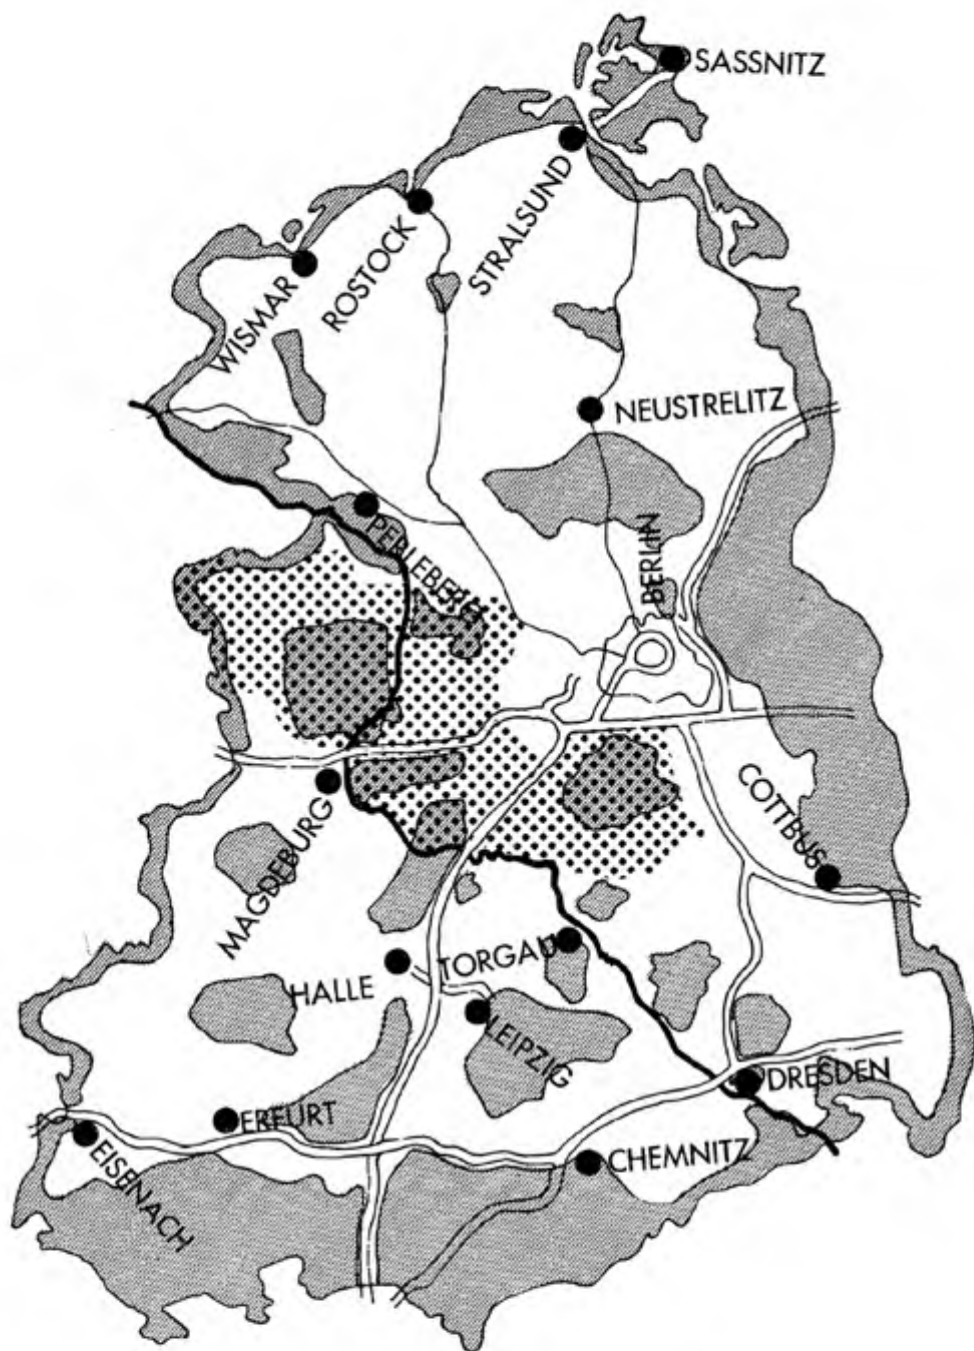 SASSNITZ
STRALSUND
ROSTOCK
WISMAR
NEUSTRELITZ
PERLEBERG
BERLIN
COTTBUS
MAGDEBURG
TORGAU
HALLE
LEIPZIG
DRESDEN
ERFURT
CHEMNITZ
EISENACH